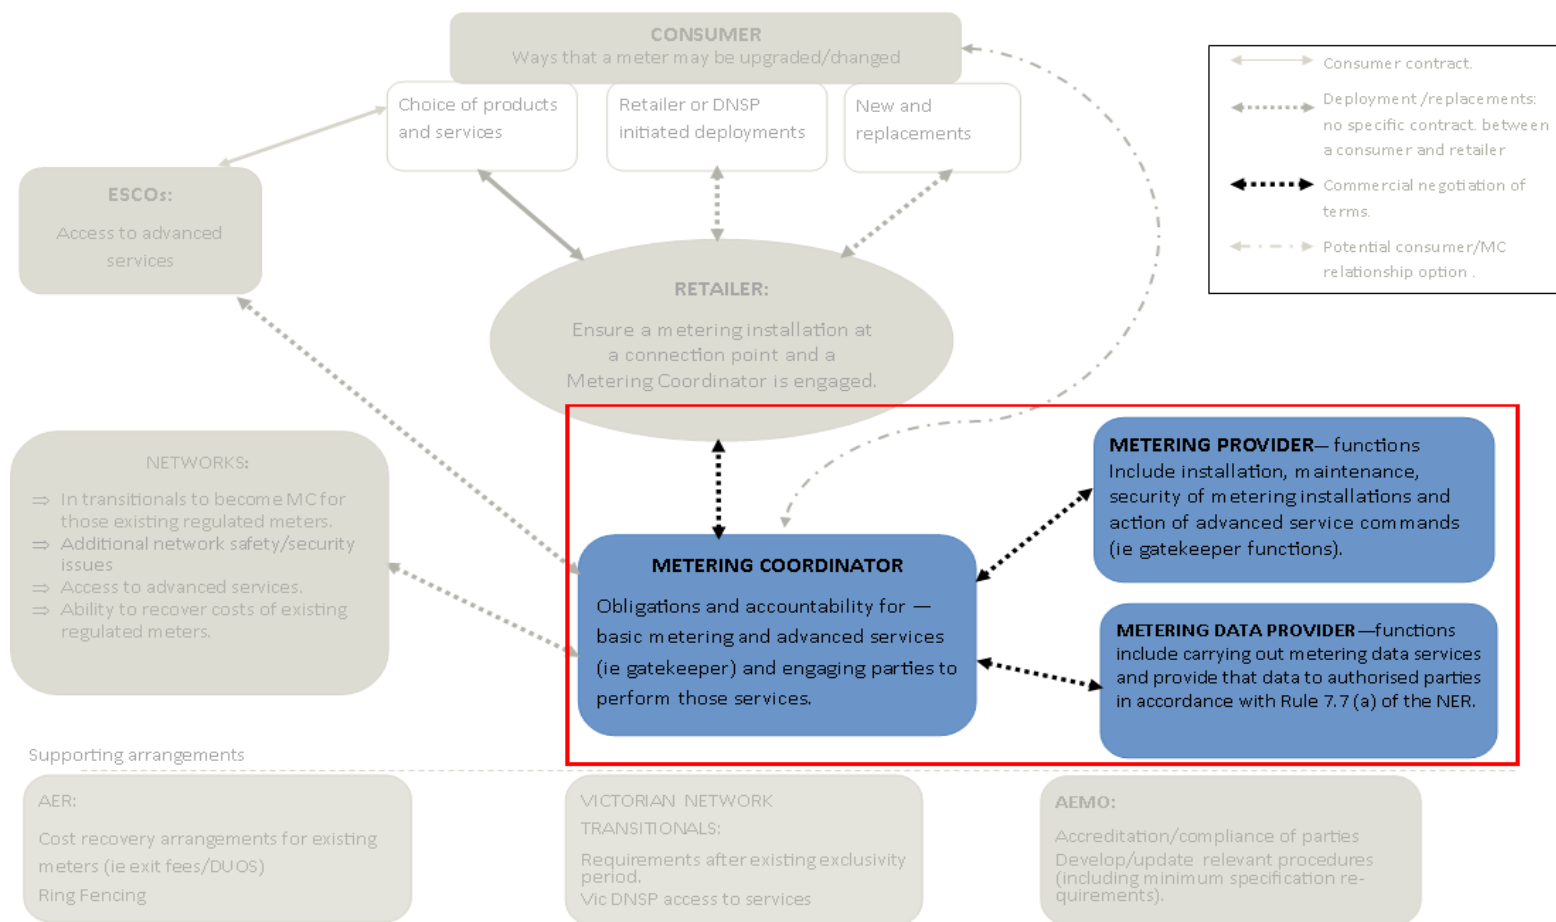 CONSUMER
Ways that a meter may be upgraded/changed
Choice of products
and services
Retailer or DNSP
initiated deployments
New and
replacements
Consumer contract.
Deployment/replacements:
no specific contract. between
a consumer and retailer
Commercial negotiation of
terms.
Potential consumer/MC
relationship option .
ESCOs:
Access to advanced
services
RETAILER:
Ensure a metering installation at
a connection point and a
Metering Coordinator is engaged.
NETWORKS:
⇒ In transitionals to become MC for
those existing regulated meters.
⇒ Additional network safety/security
issues
⇒ Access to advanced services.
⇒ Ability to recover costs of existing
regulated meters.
METERING COORDINATOR
Obligations and accountability for —
basic metering and advanced services
(ie gatekeeper) and engaging parties to
perform those services.
METERING PROVIDER— functions
Include installation, maintenance,
security of metering installations and
action of advanced service commands
(ie gatekeeper functions).
METERING DATA PROVIDER—functions
include carrying out metering data services
and provide that data to authorised parties
in accordance with Rule 7.7 (a) of the NER.
Supporting arrangements
AER:
Cost recovery arrangements for existing
meters (ie exit fees/DUOS)
Ring Fencing
VICTORIAN NETWORK
TRANSITIONALS:
Requirements after existing exclusivity
period.
Vic DNSP access to services
AEMO:
Accreditation/compliance of parties
Develop/update relevant procedures
(including minimum specification re-
quirements).